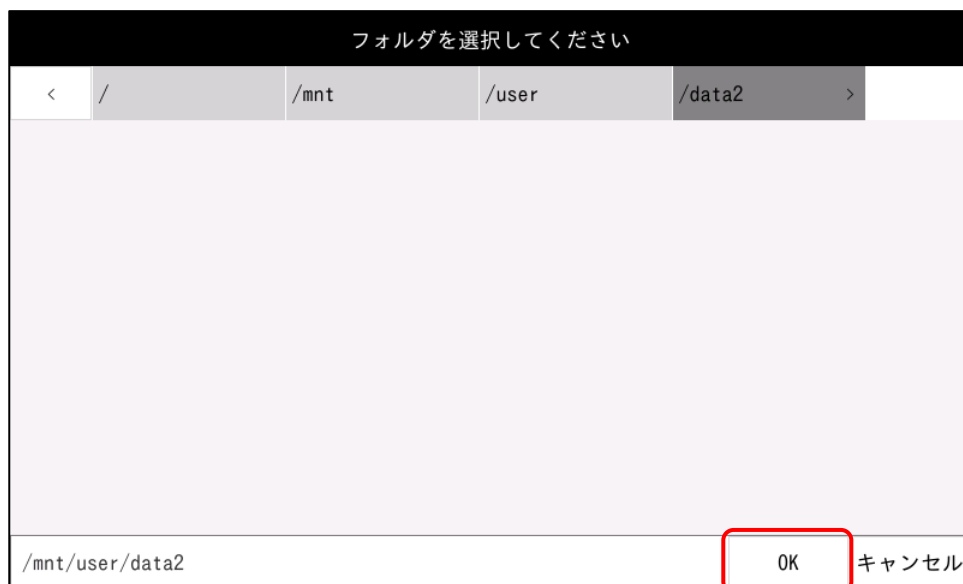 フォルダを選択してください
< / /mnt /user /data2 >
/mnt/user/data2 OK キャンセル